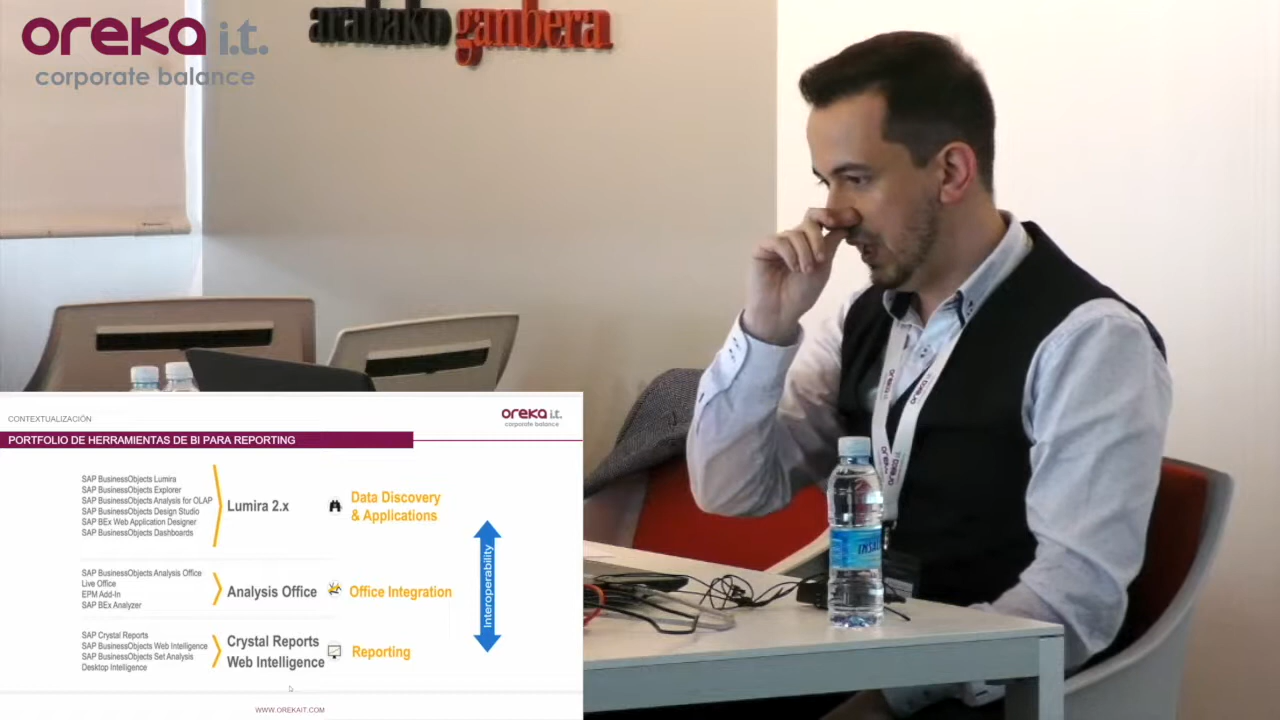 oreka i.t.
corporate balance
arabako ganbera
CONTEXTUALIZACIÓN
oreka i.t.
corporate balance
PORTFOLIO DE HERRAMIENTAS DE BI PARA REPORTING
SAP BusinessObjects Lumira
SAP BusinessObjects Explorer
SAP BusinessObjects Analysis for OLAP
SAP BusinessObjects Design Studio
SAP BEx Web Application Designer
SAP BusinessObjects Dashboards
Lumira 2.x
Data Discovery
& Applications
SAP BusinessObjects Analysis Office
Live Office
EPM Add-In
SAP BEx Analyzer
Analysis Office
Office Integration
SAP Crystal Reports
SAP BusinessObjects Web Intelligence
SAP BusinessObjects Set Analysis
Desktop Intelligence
Crystal Reports
Web Intelligence
Reporting
Interoperability
WWW.OREKAIT.COM
oreka i.t.
oreka i.t.